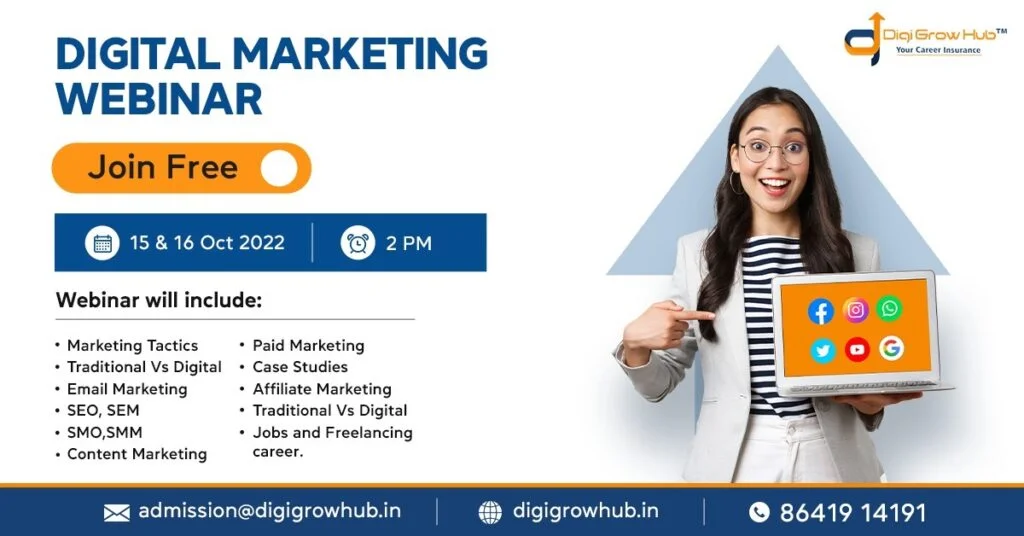 DIGITAL MARKETING
WEBINAR
Digi Grow Hub™
Your Career Insurance
Join Free
15 & 16 Oct 2022
2 PM
Webinar will include:
• Marketing Tactics
• Traditional Vs Digital
• Email Marketing
• SEO, SEM
• SMO,SMM
• Content Marketing
• Paid Marketing
• Case Studies
• Affiliate Marketing
• Traditional Vs Digital
• Jobs and Freelancing
career.
admission@digigrowhub.in
digigrowhub.in
86419 14191